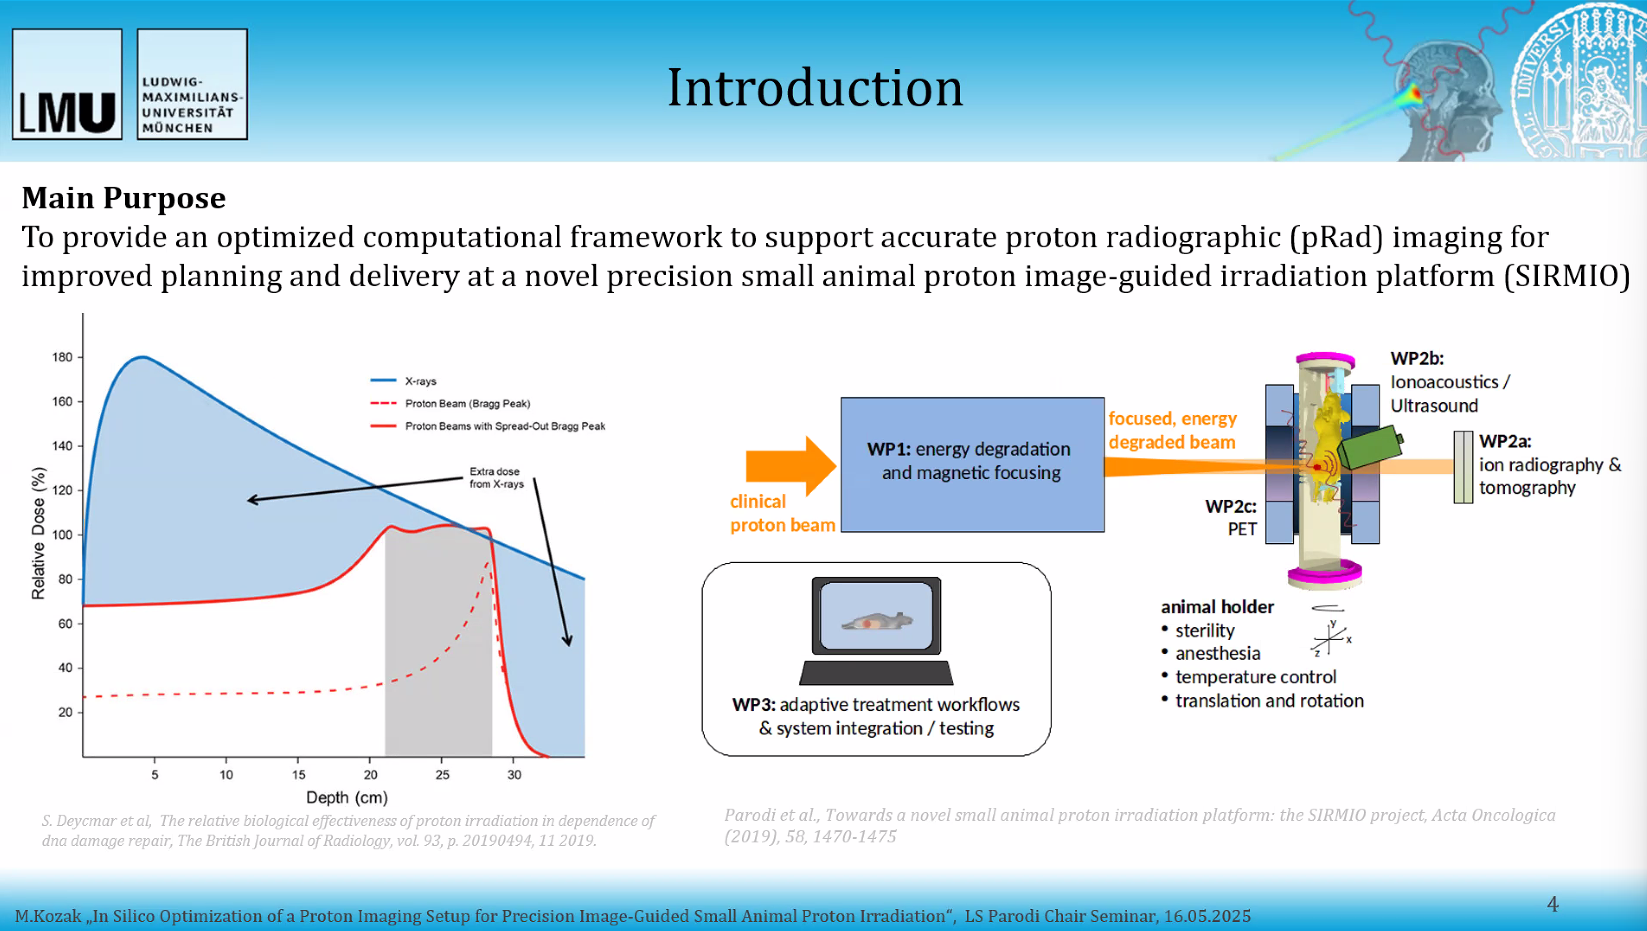 LMU
LUDWIG-
MAXIMILIANS-
UNIVERSITÄT
MÜNCHEN
Introduction
Main Purpose
To provide an optimized computational framework to support accurate proton radiographic (pRad) imaging for
improved planning and delivery at a novel precision small animal proton image-guided irradiation platform (SIRMIO)
Relative Dose (%)
180
160
140
120
100
80
60
40
20
X-rays
Proton Beam (Bragg Peak)
Proton Beams with Spread-Out Bragg Peak
Extra dose
from X-rays
5 10 15 20 25 30
Depth (cm)
S. Deycmar et al, The relative biological effectiveness of proton irradiation in dependence of
dna damage repair, The British Journal of Radiology, vol. 93, p. 20190494, 11 2019.
clinical
proton beam
WP1: energy degradation
and magnetic focusing
focused, energy
degraded beam
WP2b:
Ionoacoustics /
Ultrasound
WP2a:
ion radiography &
tomography
WP2c:
PET
animal holder
• sterility
• anesthesia
• temperature control
• translation and rotation
y
x
z
WP3: adaptive treatment workflows
& system integration / testing
Parodi et al., Towards a novel small animal proton irradiation platform: the SIRMIO project, Acta Oncologica
(2019), 58, 1470-1475
M.Kozak „In Silico Optimization of a Proton Imaging Setup for Precision Image-Guided Small Animal Proton Irradiation“, LS Parodi Chair Seminar, 16.05.2025
4